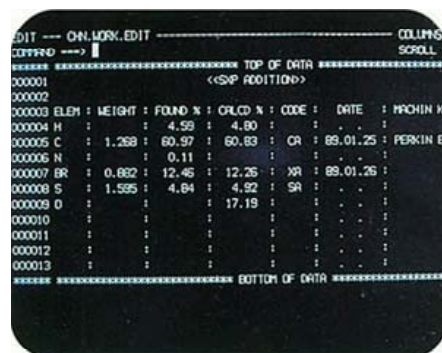 EDIT --- CHN.WORK.EDIT ---------- COLUMNS
COMMAND ---> SCROLL
****** ******************** TOP OF DATA ********************
000001 <<SXP ADDITION>>
000002
000003 ELEM : WEIGHT : FOUND % : CALCD % : CODE : DATE : MACHIN
000004 H : : 4.59 : 4.80 : : . . :
000005 C : 1.268 : 60.97 : 60.83 : CA : 89.01.25 : PERKIN E
000006 N : : 0.11 : : : . . :
000007 BR : 0.882 : 12.46 : 12.26 : XA : 89.01.26 :
000008 S : 1.595 : 4.84 : 4.92 : SA : . . :
000009 O : : : 17.19 : : . . :
000010 : : : : : . . :
000011 : : : : : . . :
000012 : : : : : . . :
000013 : : : : : . . :
****** ******************** BOTTOM OF DATA ********************